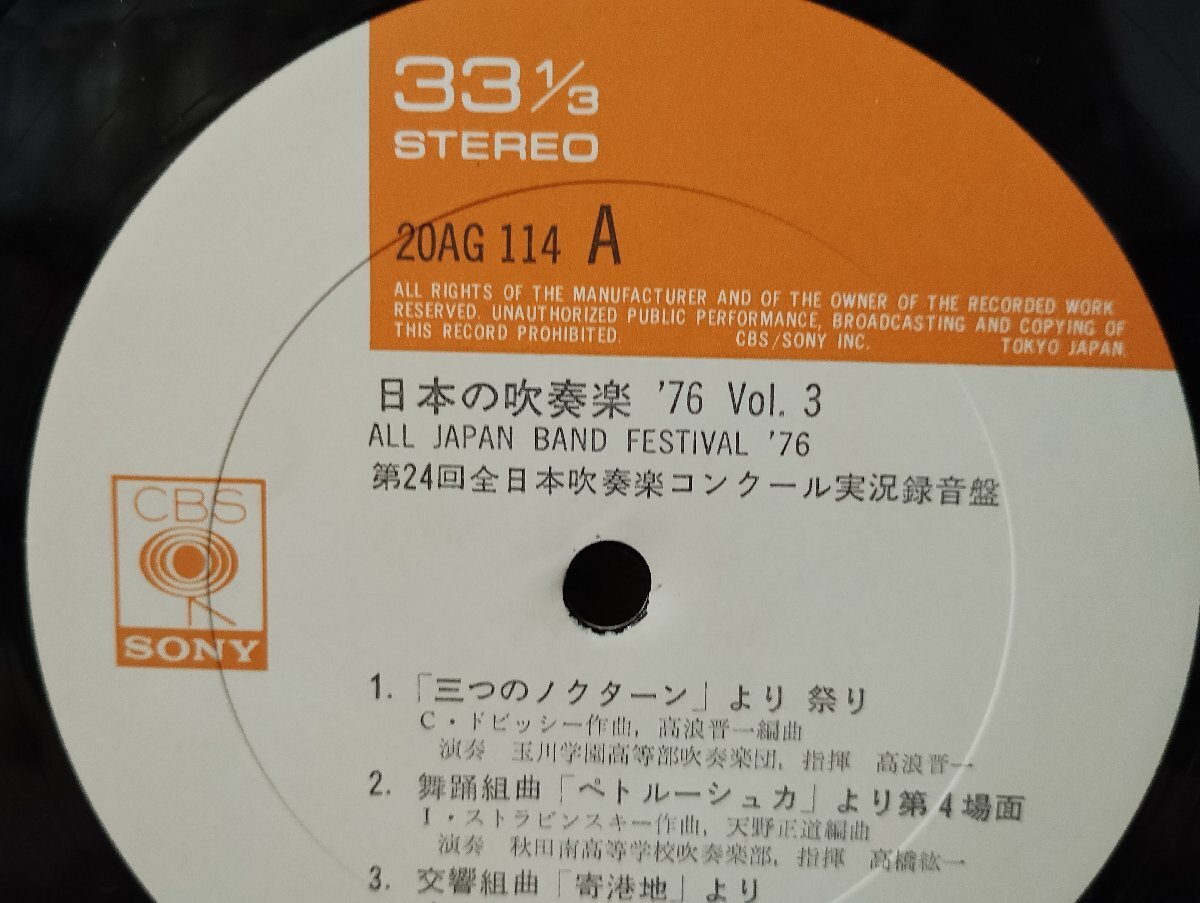 33 1/3
STEREO
20AG 114 A
ALL RIGHTS OF THE MANUFACTURER AND OF THE OWNER OF THE RECORDED WORK
RESERVED. UNAUTHORIZED PUBLIC PERFORMANCE, BROADCASTING AND COPYING OF
THIS RECORD PROHIBITED. CBS/SONY INC. TOKYO JAPAN.
日本の吹奏楽 '76 Vol. 3
ALL JAPAN BAND FESTIVAL '76
第24回全日本吹奏楽コンクール実況録音盤
CBS
SONY
1. 「三つのノクターン」より 祭り
C・ドビッシー作曲, 高浪晋一編曲
演奏 玉川学園高等部吹奏楽団, 指揮 高浪晋一
2. 舞踊組曲「ペトルーシュカ」より第4場面
I・ストラビンスキー作曲, 天野正道編曲
演奏 秋田南高等学校吹奏楽部, 指揮 高橋紘一
3. 交響組曲「寄港地」より